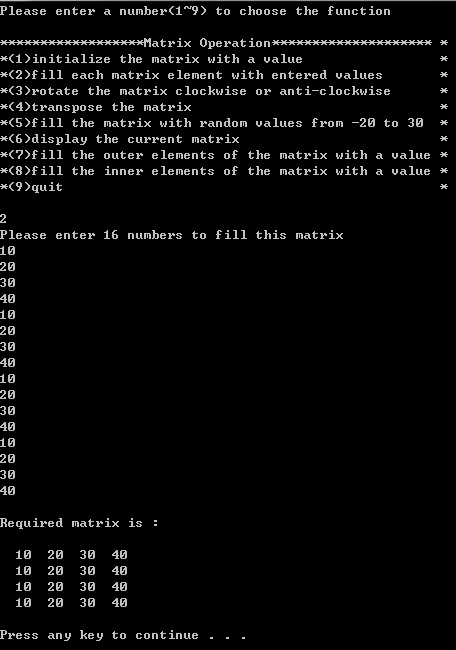 Please enter a number(1~9) to choose the function
*****************Matrix Operation******************** *
*(1)initialize the matrix with a value *
*(2)fill each matrix element with entered values *
*(3)rotate the matrix clockwise or anti-clockwise *
*(4)transpose the matrix *
*(5)fill the matrix with random values from -20 to 30 *
*(6)display the current matrix *
*(7)fill the outer elements of the matrix with a value *
*(8)fill the inner elements of the matrix with a value *
*(9)quit *
2
Please enter 16 numbers to fill this matrix
10
20
30
40
10
20
30
40
10
20
30
40
10
20
30
40
Required matrix is :
10 20 30 40
10 20 30 40
10 20 30 40
10 20 30 40
Press any key to continue . . .